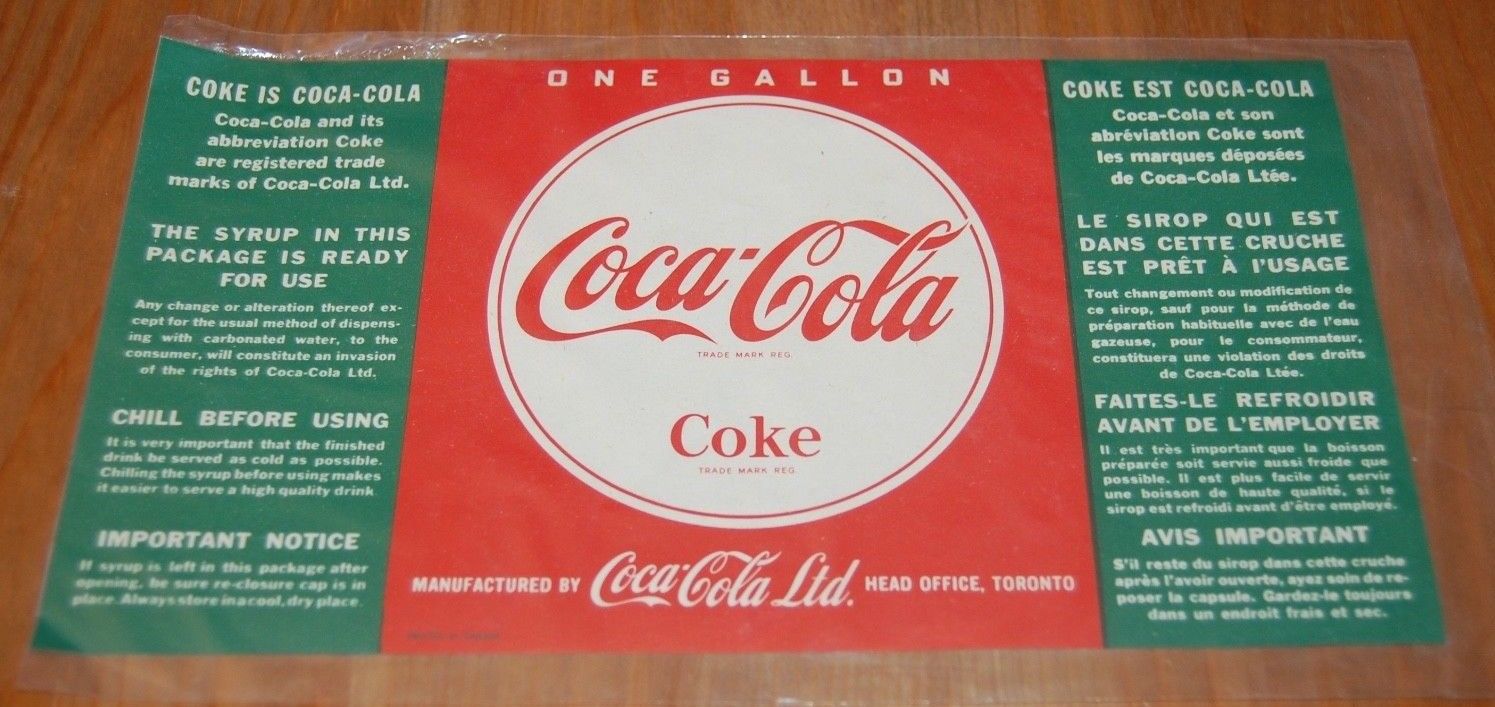 COKE IS COCA-COLA
Coca-Cola and its
abbreviation Coke
are registered trade
marks of Coca-Cola Ltd.
THE SYRUP IN THIS
PACKAGE IS READY
FOR USE
Any change or alteration thereof ex-
cept for the usual method of dispens-
ing with carbonated water, to the
consumer, will constitute an invasion
of the rights of Coca-Cola Ltd.
CHILL BEFORE USING
It is very important that the finished
drink be served as cold as possible.
Chilling the syrup before using makes
it easier to serve a high quality drink
IMPORTANT NOTICE
If syrup is left in this package after
opening, be sure re-closure cap is in
place. Always store in a cool, dry place.
ONE GALLON
Coca-Cola
TRADE MARK REG.
Coke
TRADE MARK REG.
MANUFACTURED BY Coca-Cola Ltd. HEAD OFFICE, TORONTO
COKE EST COCA-COLA
Coca-Cola et son
abréviation Coke sont
les marques déposées
de Coca-Cola Ltée.
LE SIROP QUI EST
DANS CETTE CRUCHE
EST PRÊT À l'USAGE
Tout changement ou modification de
ce sirop, sauf pour la méthode de
préparation habituelle avec de l'eau
gazeuse, pour le consommateur,
constituera une violation des droits
de Coca-Cola Ltée.
FAITES-LE REFROIDIR
AVANT DE L'EMPLOYER
Il est très important que la boisson
préparée soit servie aussi froide que
possible. Il est plus facile de servir
une boisson de haute qualité, si le
sirop est refroidi avant d'être employé.
AVIS IMPORTANT
S'il reste du sirop dans cette cruche
après l'avoir ouverte, ayez soin de re-
poser la capsule. Gardez-le toujours
dans un endroit frais et sec.